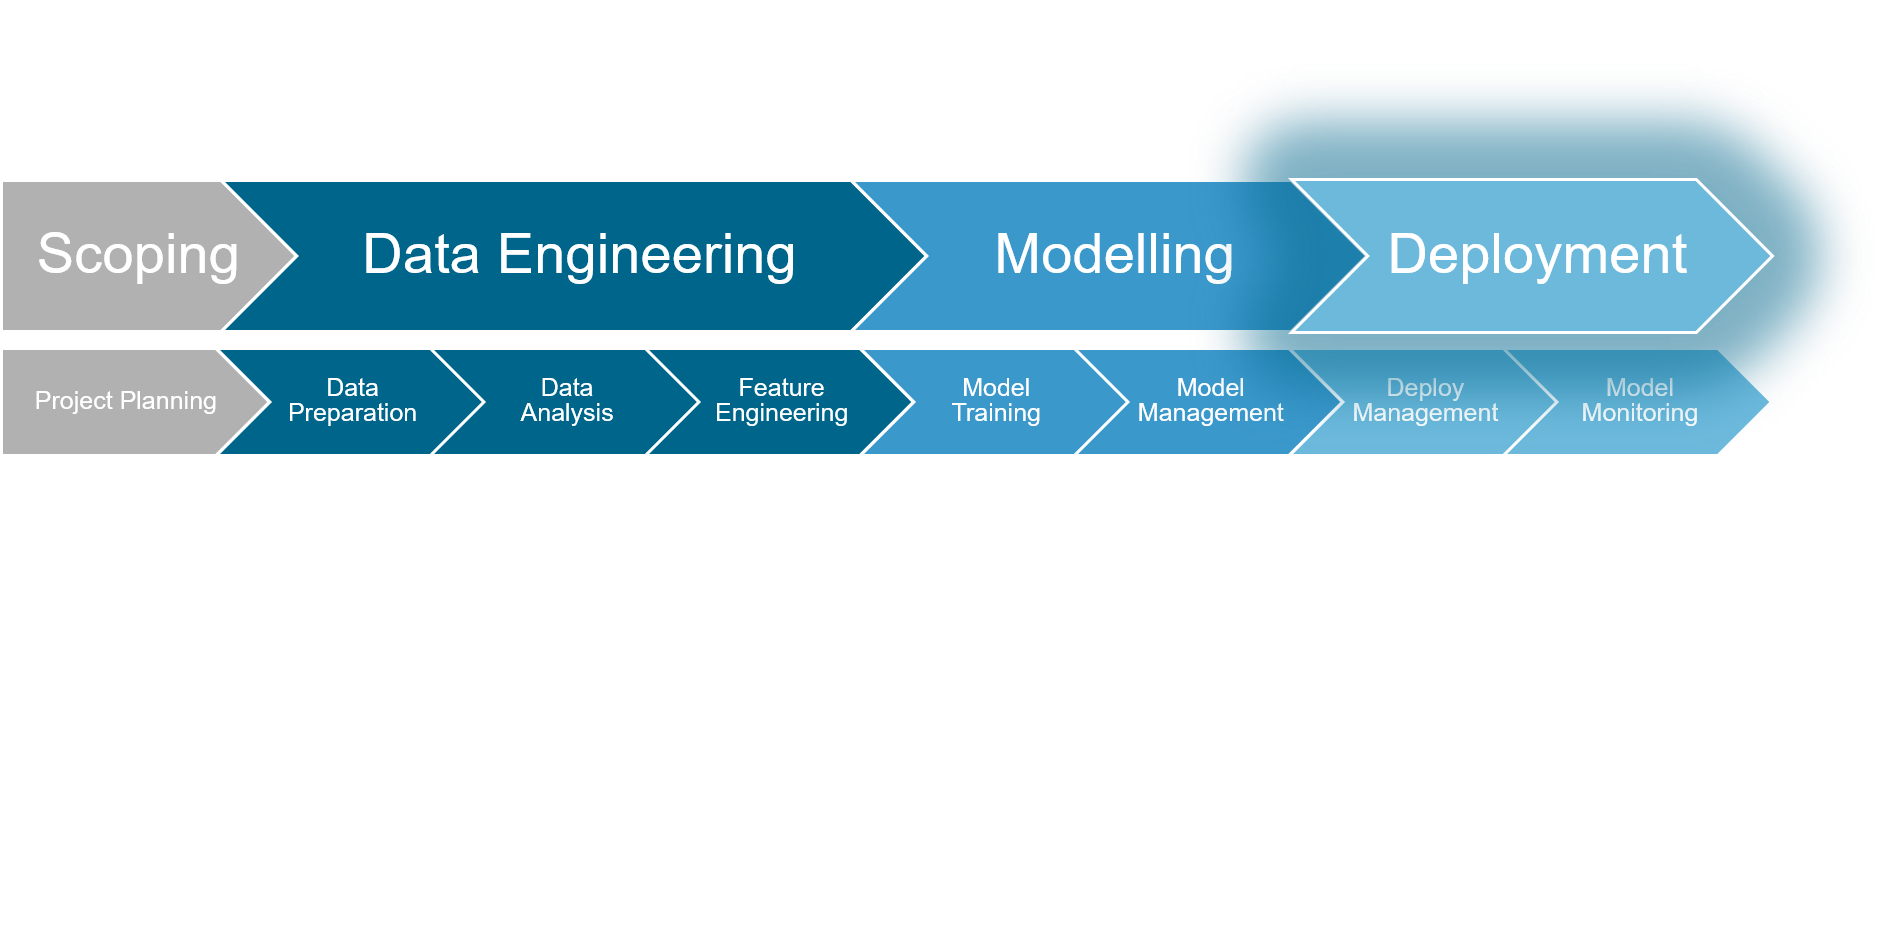 Scoping
Data Engineering
Modelling
Deployment
Project Planning
Data
Preparation
Data
Analysis
Feature
Engineering
Model
Training
Model
Management
Deploy
Management
Model
Monitoring